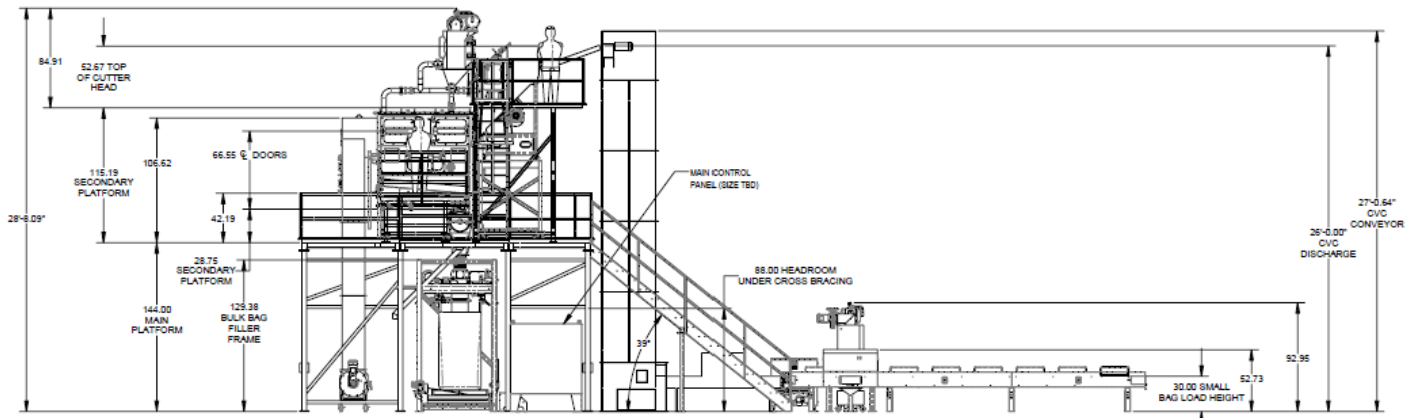 84.91
52.67 TOP
OF CUTTER
HEAD
115.19
SECONDARY
PLATFORM
106.62
66.55 ℄ DOORS
42.19
28'-8.09"
28.75
SECONDARY
PLATFORM
144.00
MAIN
PLATFORM
129.38
BULK BAG
FILLER
FRAME
MAIN CONTROL
PANEL (SIZE TBD)
88.00 HEADROOM
UNDER CROSS BRACING
39°
27'-0.64"
CVC
CONVEYOR
26'-0.00"
CVC
DISCHARGE
92.95
52.73
30.00 SMALL
BAG LOAD HEIGHT